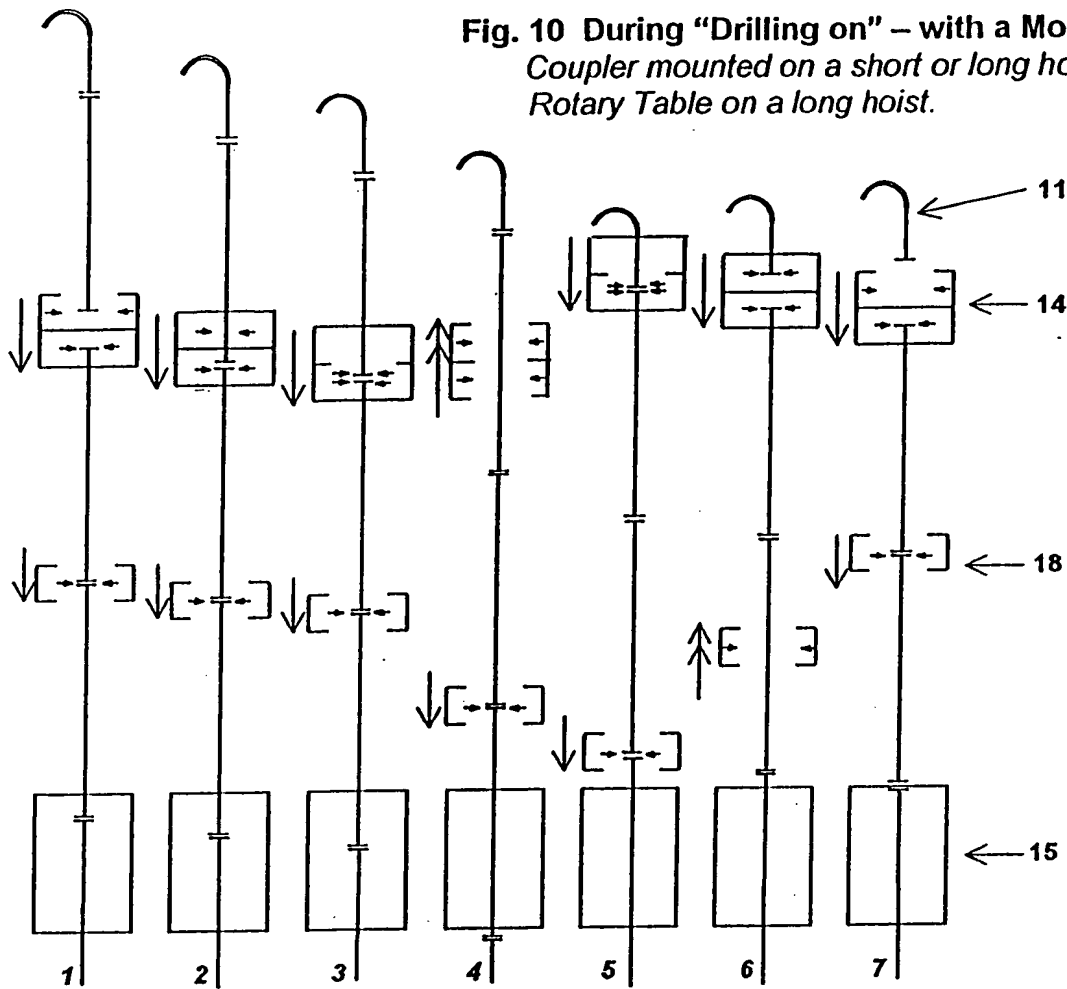 Fig. 10 During “Drilling on” – with a Mo
Coupler mounted on a short or long ho
Rotary Table on a long hoist.
11
14
18
15
1 2 3 4 5 6 7